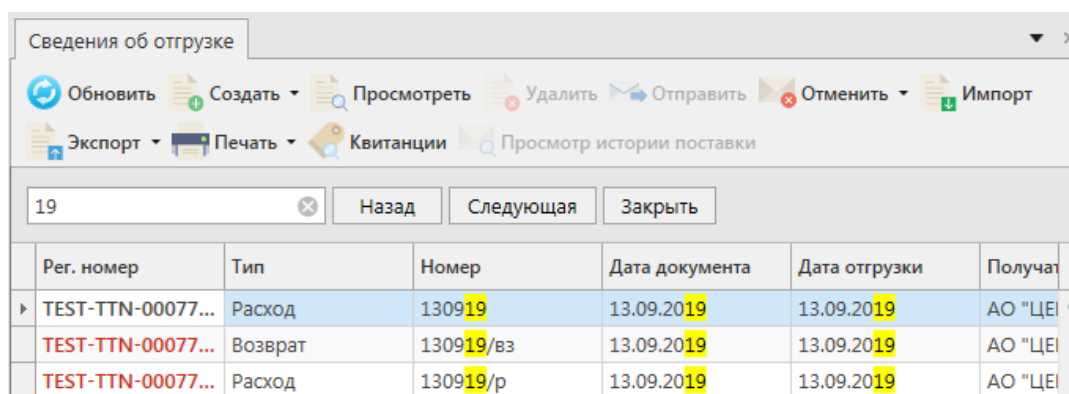 Сведения об отгрузке
Обновить Создать Просмотреть Удалить Отправить Отменить Импорт
Экспорт Печать Квитанции Просмотр истории поставки
19 Назад Следующая Закрыть
Рег. номер Тип Номер Дата документа Дата отгрузки Получат
TEST-TTN-00077... Расход 130919 13.09.2019 13.09.2019 АО "ЦЕ
TEST-TTN-00077... Возврат 130919/вз 13.09.2019 13.09.2019 АО "ЦЕ
TEST-TTN-00077... Расход 130919/р 13.09.2019 13.09.2019 АО "ЦЕ